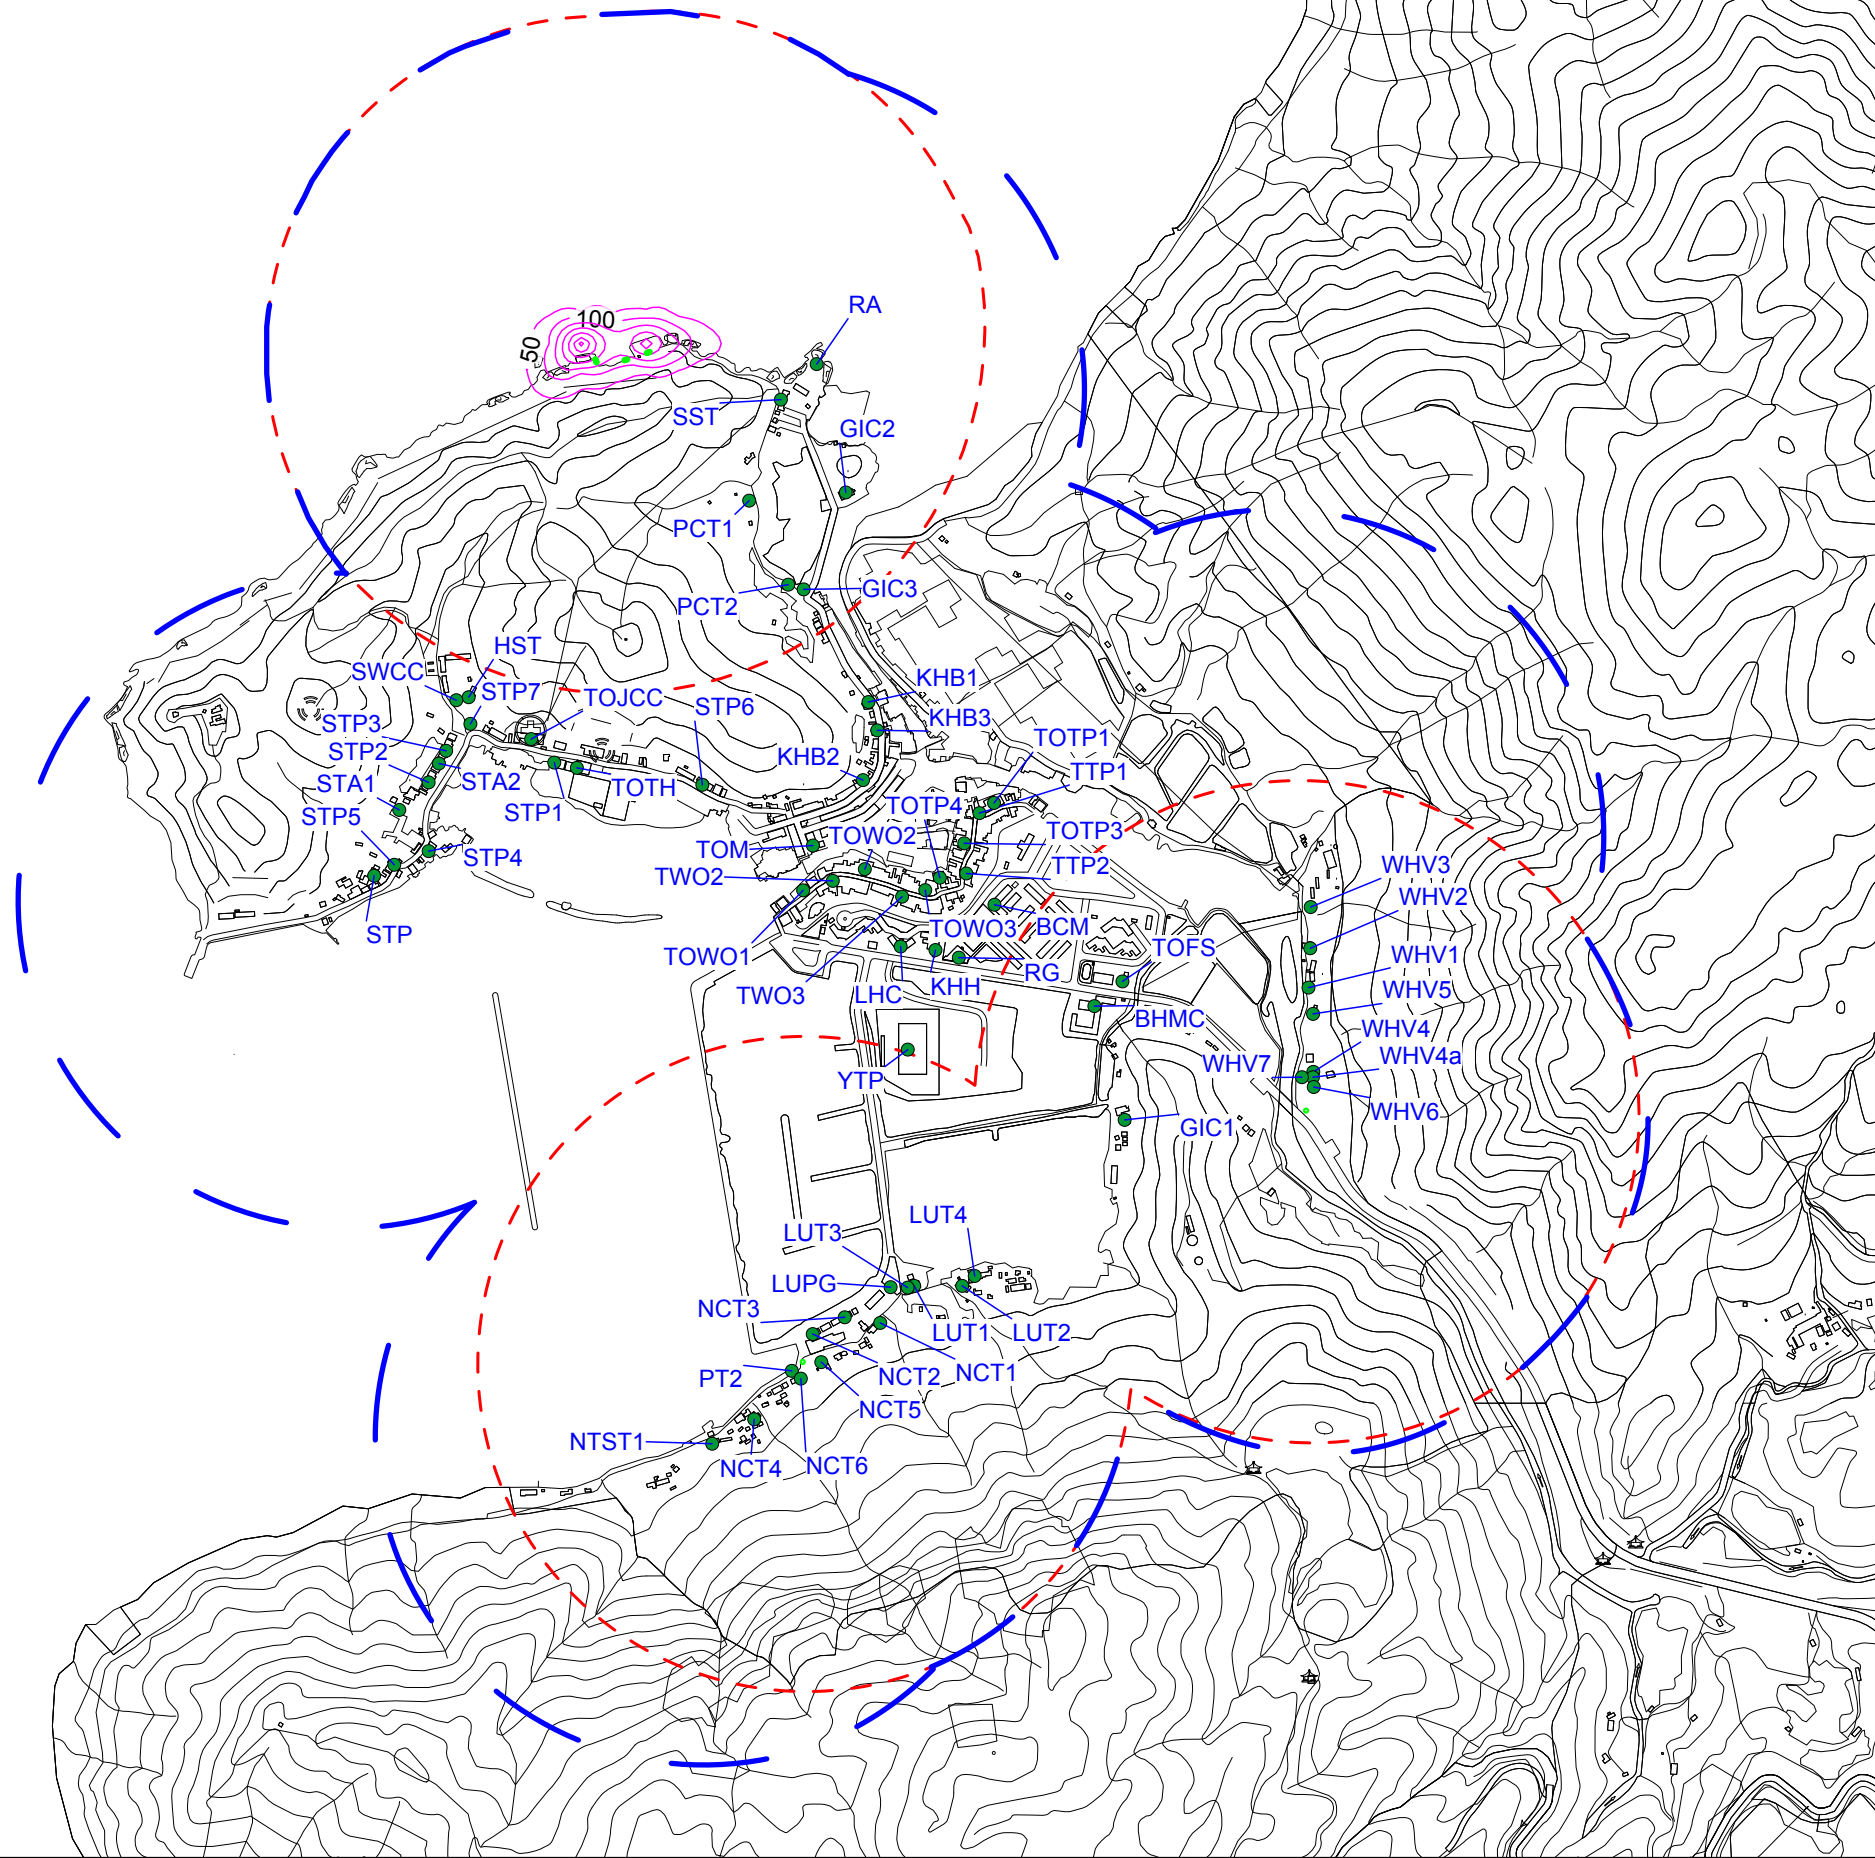 RA
100
50
SST
GIC2
PCT1
GIC3
PCT2
HST
SWCC
STP7
TOJCC
STP6
KHB1
KHB3
STP3
STP2
STA1
STA2
STP5
STP1
TOTH
KHB2
TOTP1
TTP1
TOTP4
TOTP3
STP4
TOM
TOWO2
TWO2
TTP2
WHV3
WHV2
STP
TOWO3
BCM
TOWO1
TOFS
WHV1
TWO3
LHC
KHH
RG
WHV5
BHMC
WHV4
WHV4a
WHV7
YTP
WHV6
GIC1
LUT4
LUT3
LUPG
NCT3
LUT1
LUT2
PT2
NCT2
NCT1
NCT5
NTST1
NCT4
NCT6